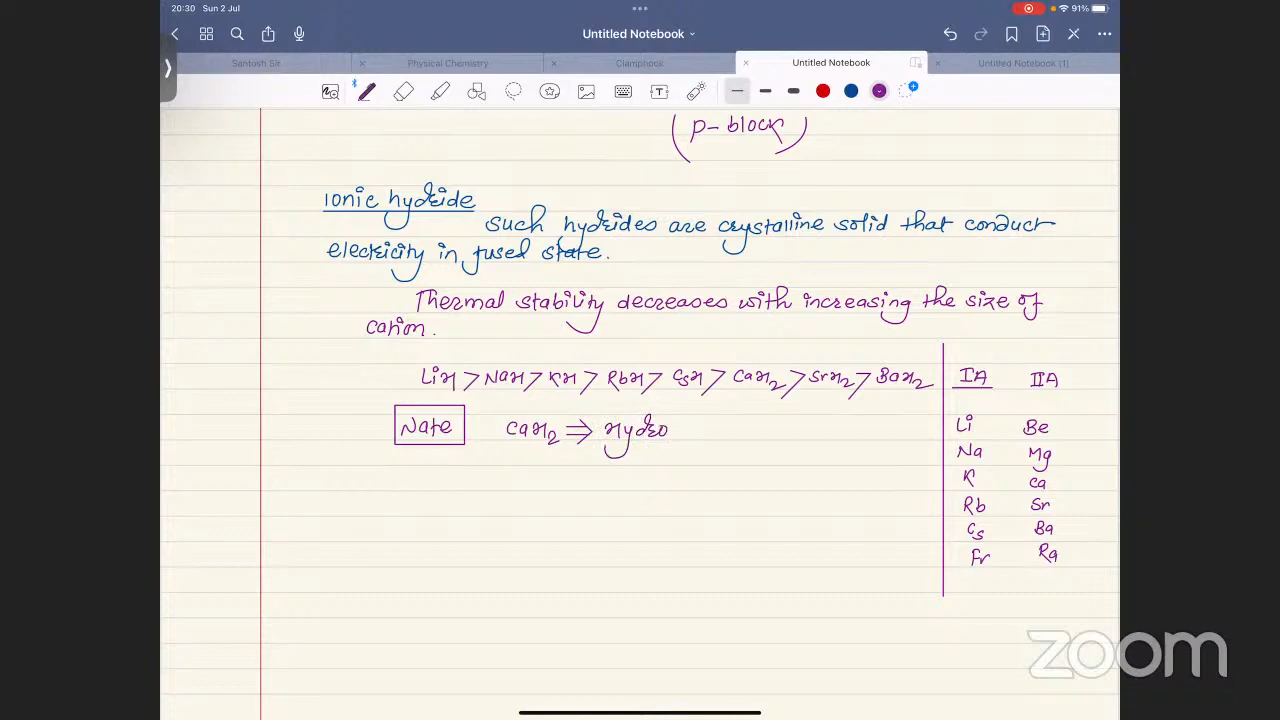 20:30 Sun 2 Jul
91%
Untitled Notebook
Santosh Sir
Physical Chemistry
Clamphook
Untitled Notebook
Untitled Notebook (1)
(p-block)
Ionic hydride
Such hydrides are crystalline solid that conduct
electricity in fused state.
Thermal stability decreases with increasing the size of
cation.
LiH > NaH > KH > RbH > CsH > CaH2 > SrH2 > BaH2
Note CaH2 ⇒ Hydro
IA IIA
Li Be
Na Mg
K Ca
Rb Sr
Cs Ba
Fr Ra
zoom